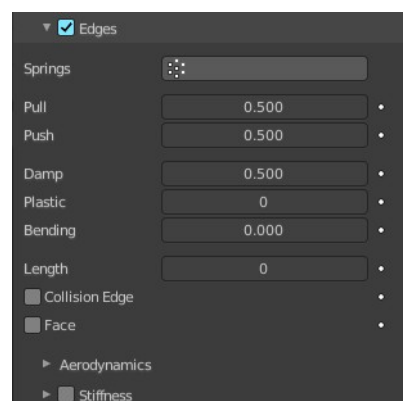 Edges
Springs
Pull 0.500
Push 0.500
Damp 0.500
Plastic 0
Bending 0.000
Length 0
Collision Edge
Face
Aerodynamics
Stiffness